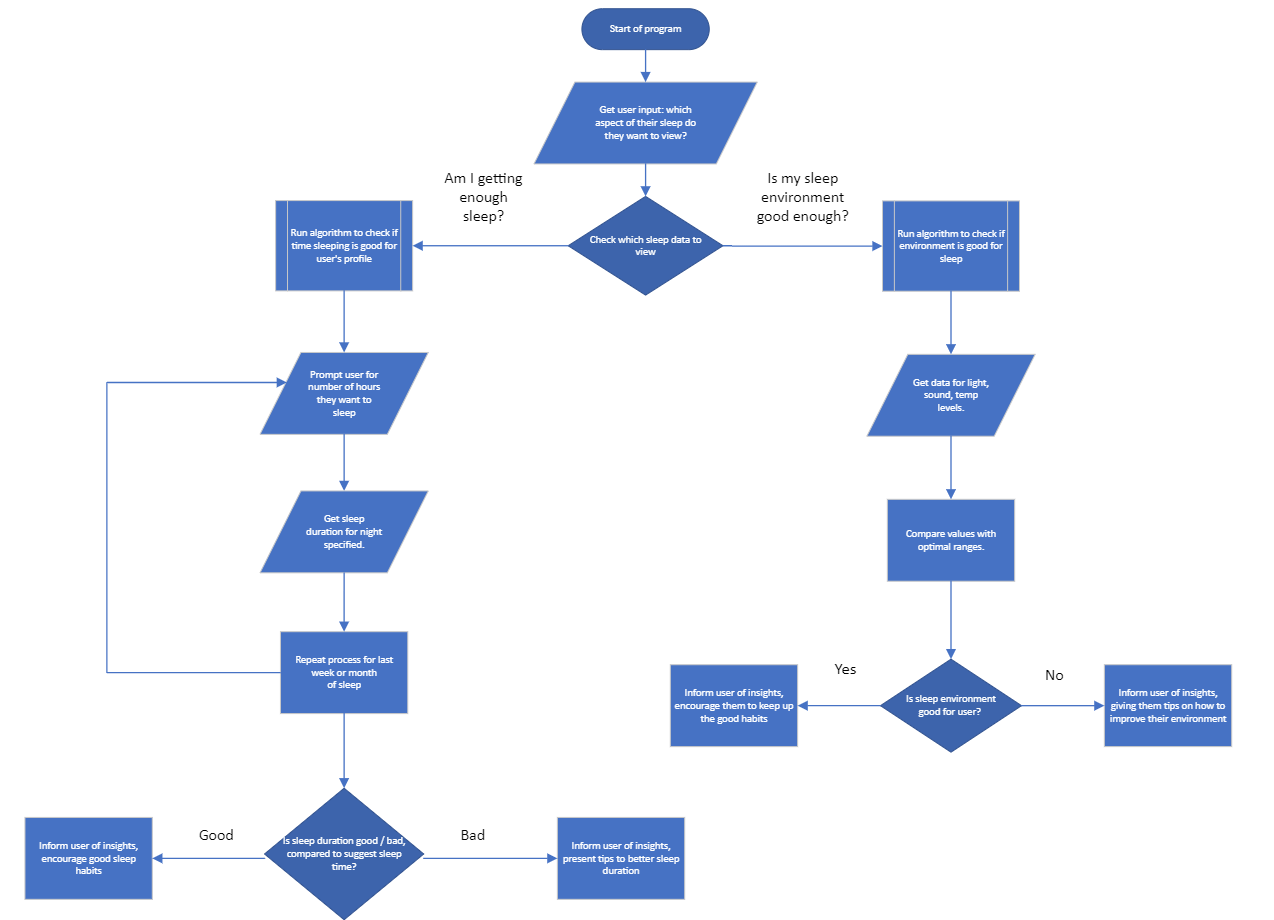 Start of program
Get user input: which
aspect of their sleep do
they want to view?
Am I getting
enough
sleep?
Is my sleep
environment
good enough?
Run algorithm to check if
time sleeping is good for
user's profile
Check which sleep data to
view
Run algorithm to check if
environment is good for
sleep
Prompt user for
number of hours
they want to
sleep
Get data for light,
sound, temp
levels.
Get sleep
duration for night
specified.
Compare values with
optimal ranges.
Repeat process for last
week or month
of sleep
Yes
No
Inform user of insights,
encourage them to keep up
the good habits
Is sleep environment
good for user?
Inform user of insights,
giving them tips on how to
improve their environment
Good
Bad
Inform user of insights,
encourage good sleep
habits
Is sleep duration good / bad,
compared to suggest sleep
time?
Inform user of insights,
present tips to better sleep
duration